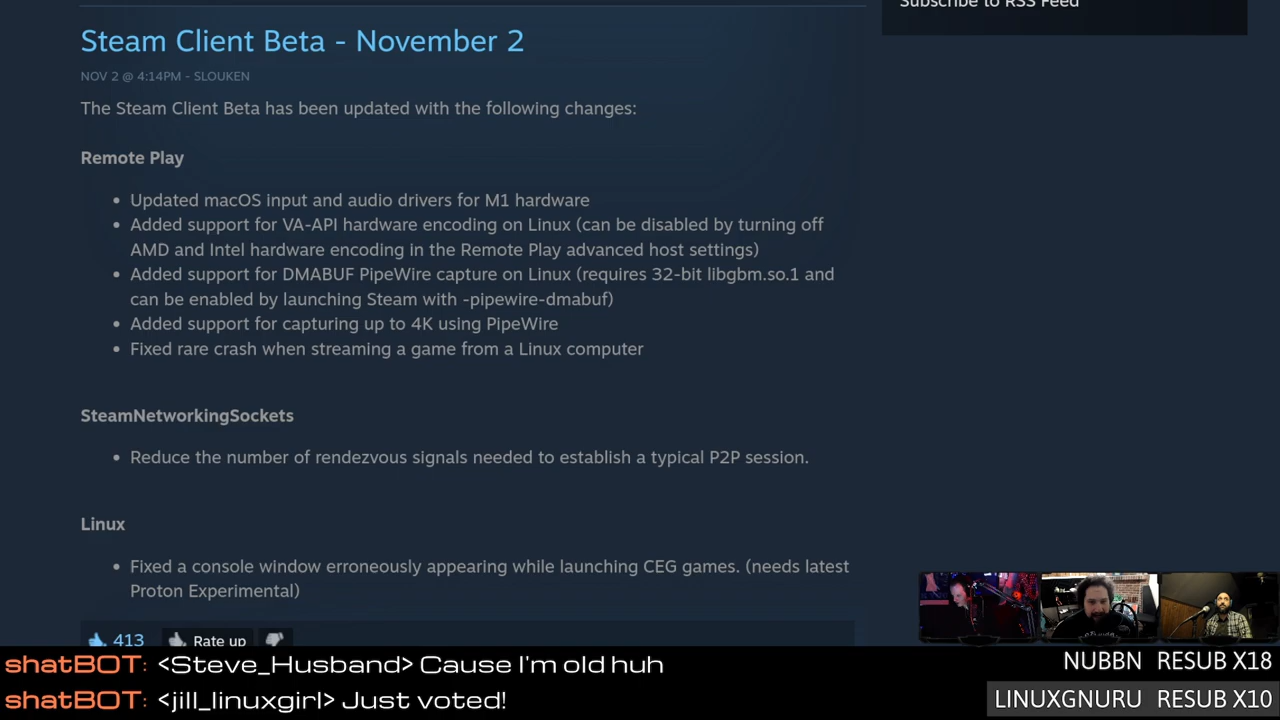 Subscribe to RSS Feed
Steam Client Beta - November 2
NOV 2 @ 4:14PM - SLOUKEN
The Steam Client Beta has been updated with the following changes:
Remote Play
• Updated macOS input and audio drivers for M1 hardware
• Added support for VA-API hardware encoding on Linux (can be disabled by turning off
AMD and Intel hardware encoding in the Remote Play advanced host settings)
• Added support for DMABUF PipeWire capture on Linux (requires 32-bit libgbm.so.1 and
can be enabled by launching Steam with -pipewire-dmabuf)
• Added support for capturing up to 4K using PipeWire
• Fixed rare crash when streaming a game from a Linux computer
SteamNetworkingSockets
• Reduce the number of rendezvous signals needed to establish a typical P2P session.
Linux
• Fixed a console window erroneously appearing while launching CEG games. (needs latest
Proton Experimental)
413 Rate up
shatBOT: <Steve_Husband> Cause I'm old huh
shatBOT: <jill_linuxgirl> Just voted!
NUBBN RESUB X18
LINUXGNURU RESUB X10